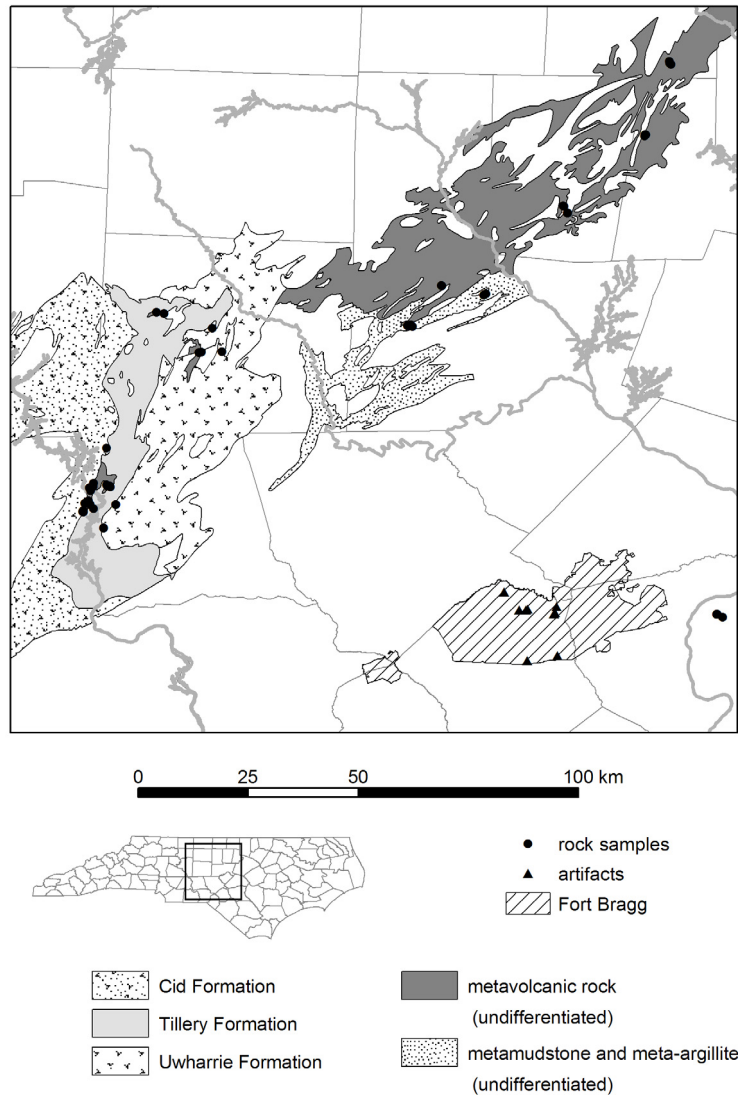 0 25 50 100 km
rock samples
artifacts
Fort Bragg
Cid Formation
Tillery Formation
Uwharrie Formation
metavolcanic rock
(undifferentiated)
metamudstone and meta-argillite
(undifferentiated)